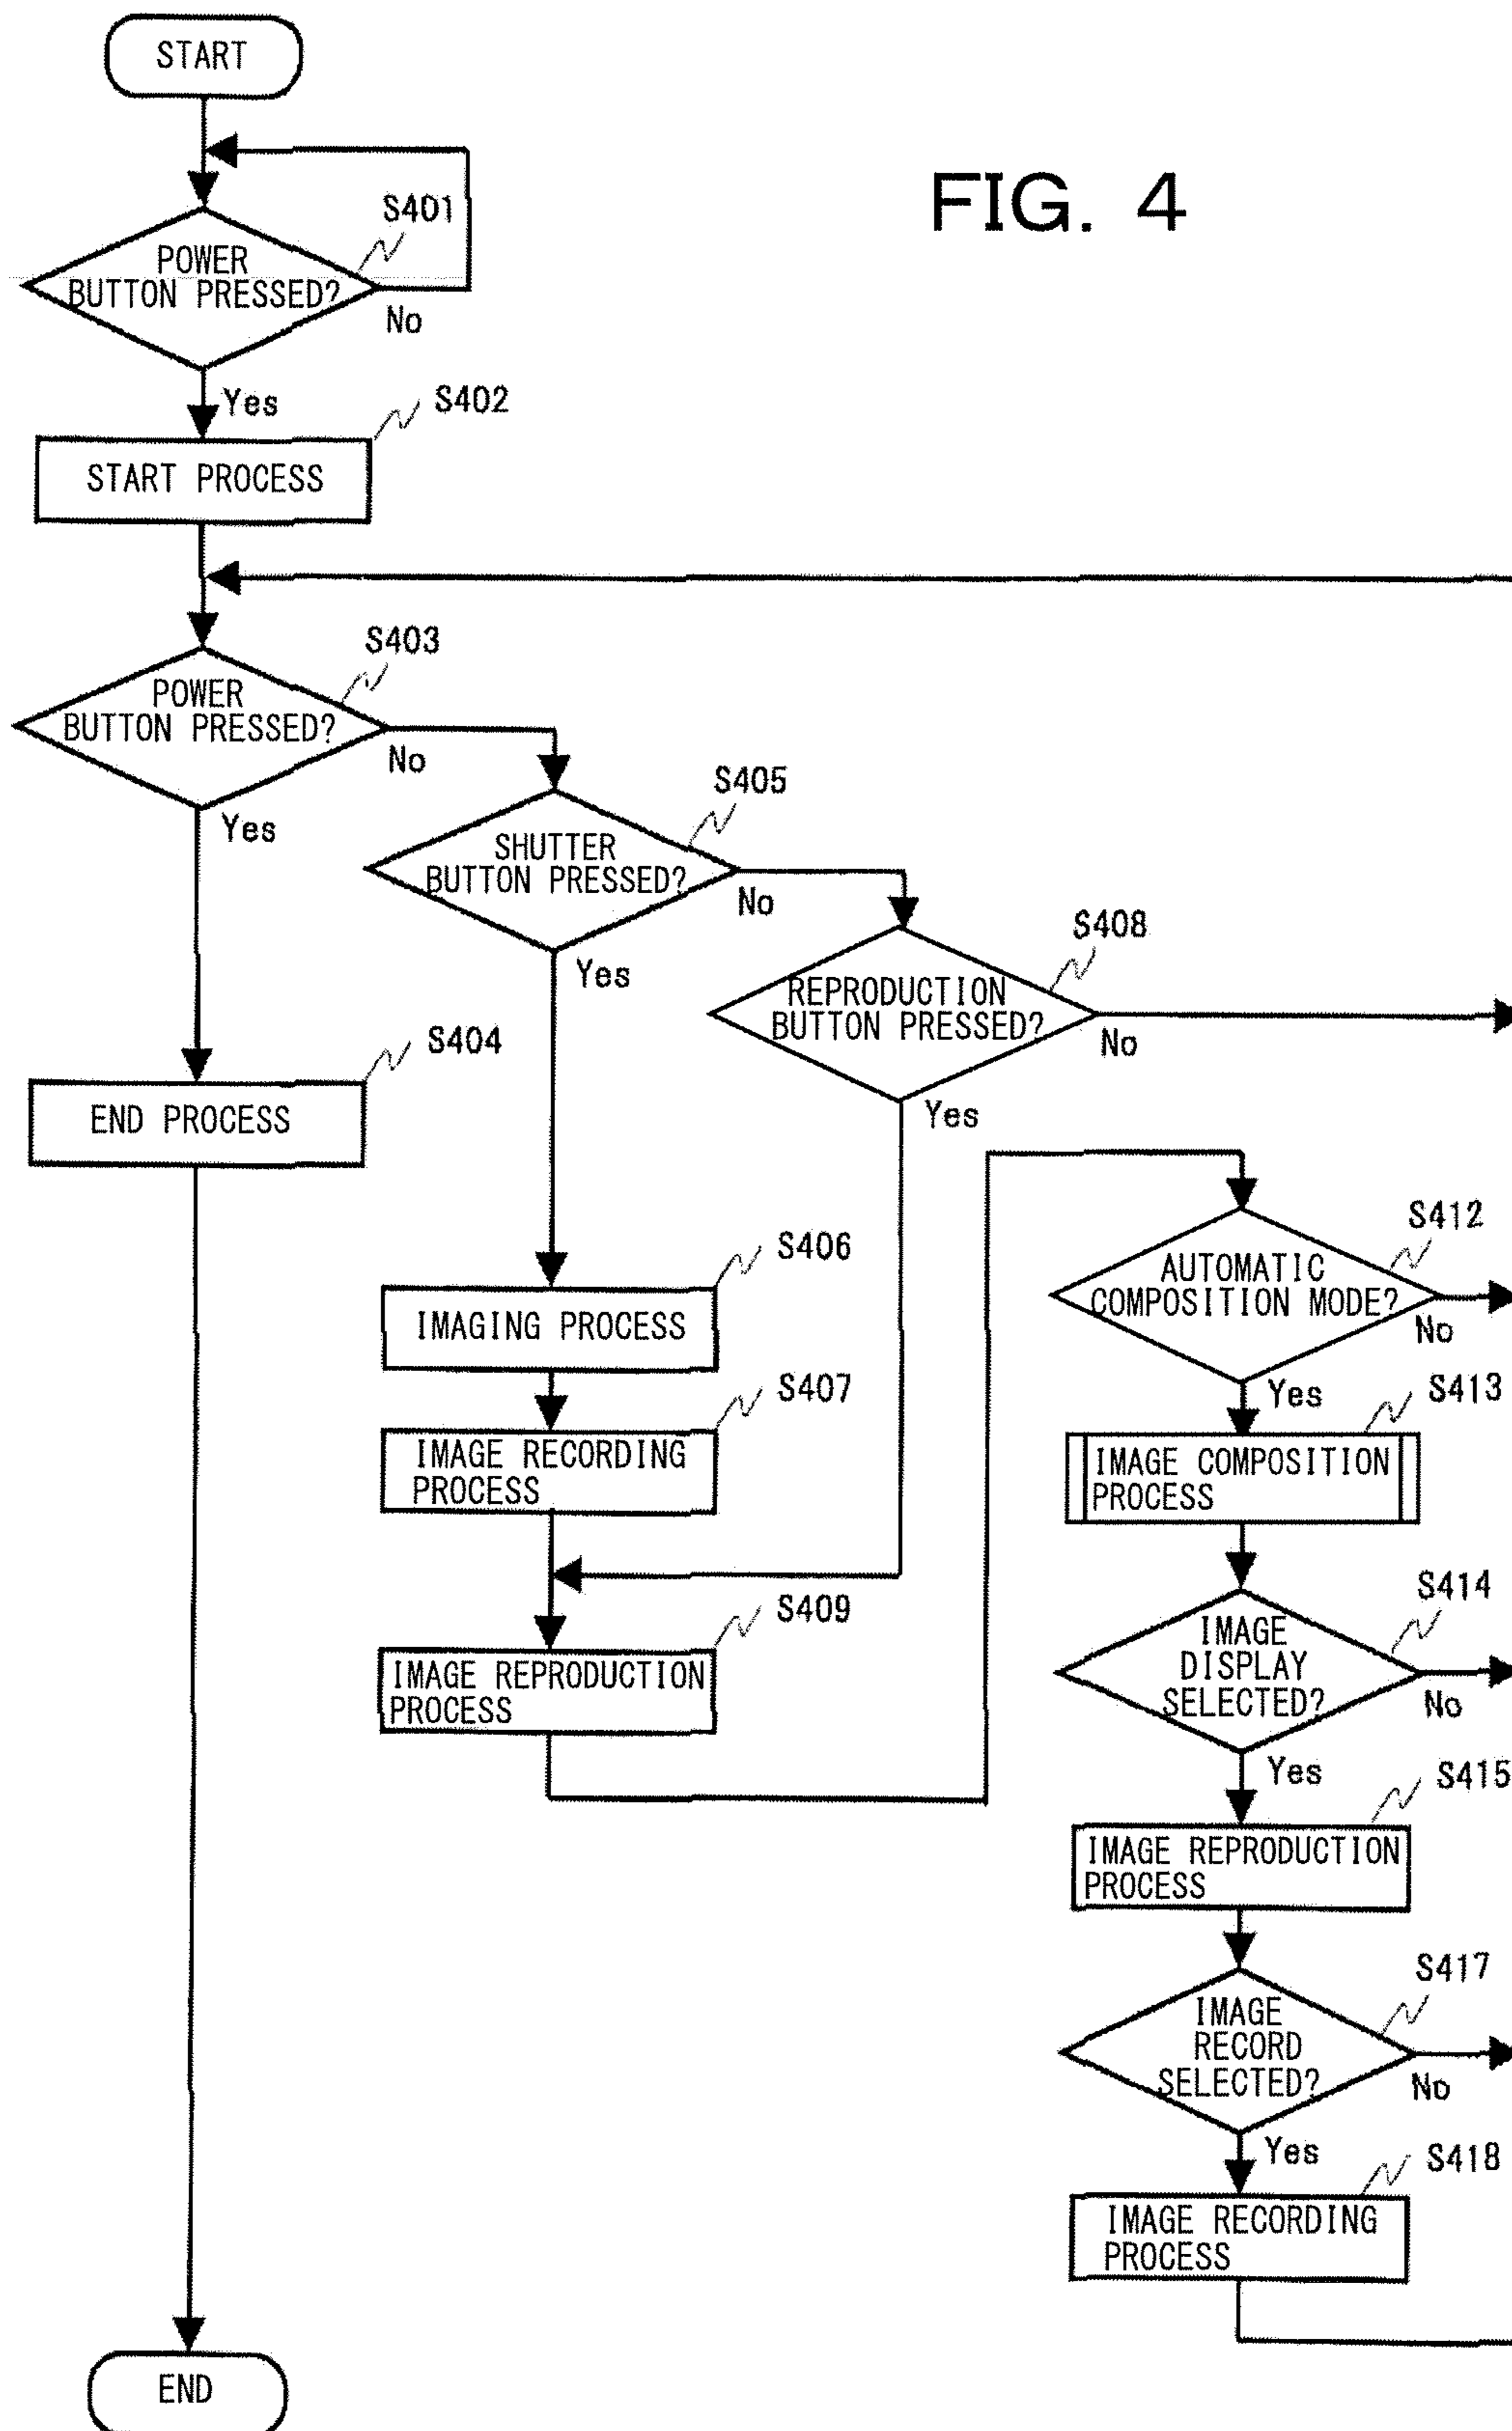 FIG. 4
START
S401
POWER
BUTTON PRESSED?
No
Yes
S402
START PROCESS
S403
POWER
BUTTON PRESSED?
No
Yes
S404
END PROCESS
END
S405
SHUTTER
BUTTON PRESSED?
No
Yes
S406
IMAGING PROCESS
S407
IMAGE RECORDING
PROCESS
S408
REPRODUCTION
BUTTON PRESSED?
No
Yes
S409
IMAGE REPRODUCTION
PROCESS
S412
AUTOMATIC
COMPOSITION MODE?
No
Yes
S413
IMAGE COMPOSITION
PROCESS
S414
IMAGE
DISPLAY
SELECTED?
No
Yes
S415
IMAGE REPRODUCTION
PROCESS
S417
IMAGE
RECORD
SELECTED?
No
Yes
S418
IMAGE RECORDING
PROCESS